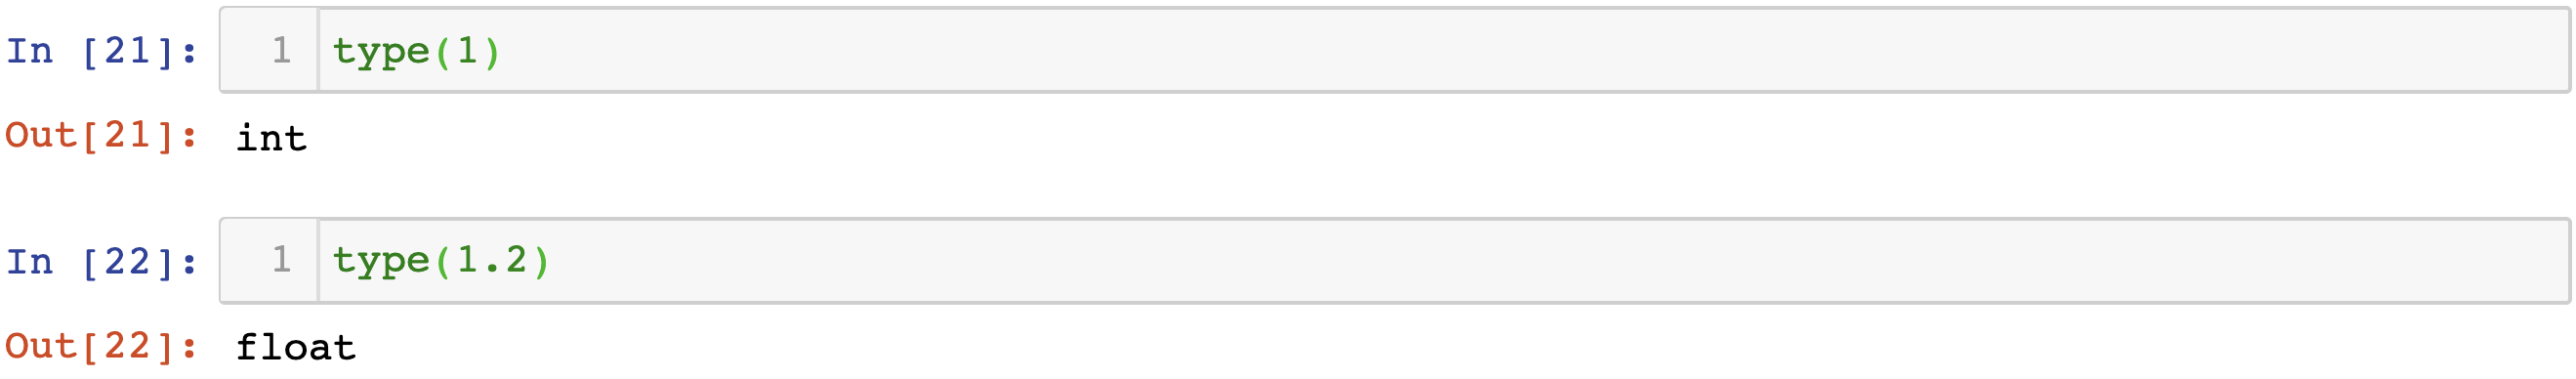 In [21]: 1 type(1)
Out[21]: int
In [22]: 1 type(1.2)
Out[22]: float